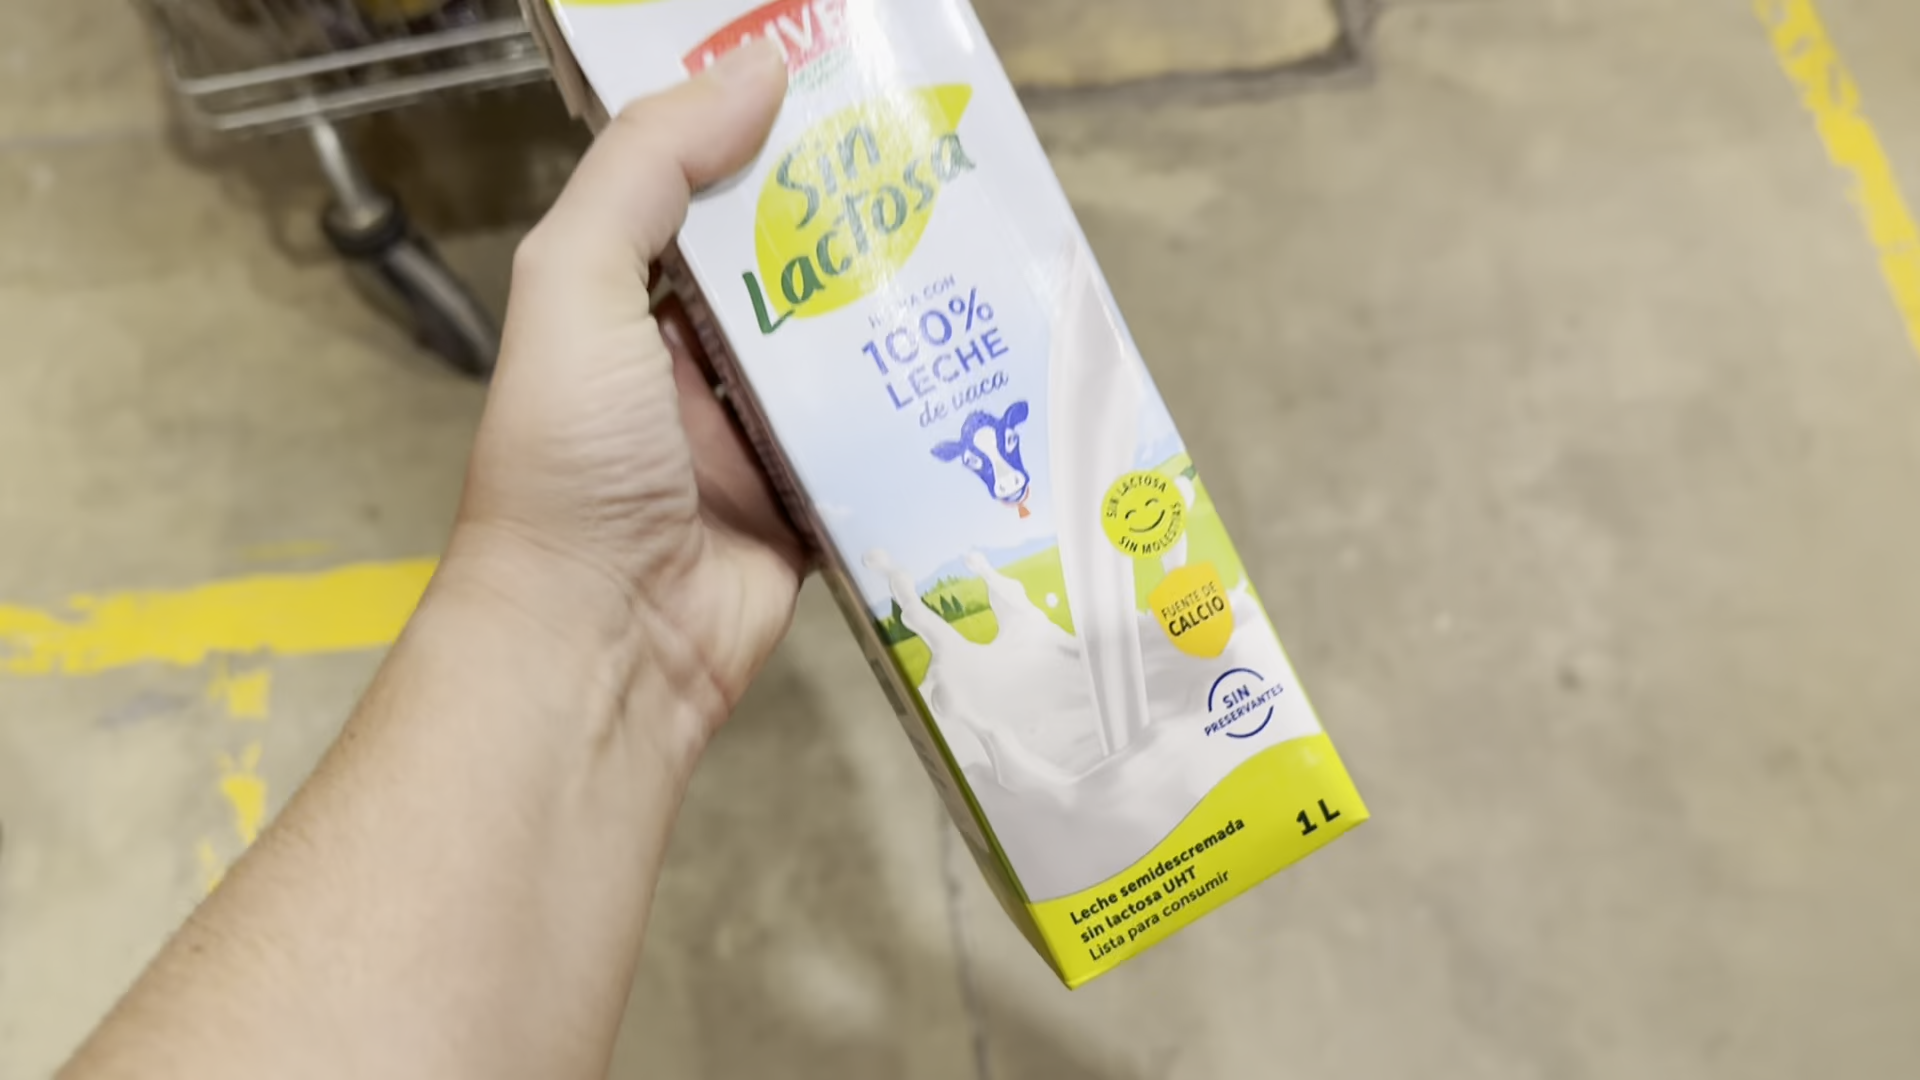 Sin
Lactosa
100%
LECHE
de vaca
SIN LACTOSA
SIN MOLESTIAS
FUENTE DE
CALCIO
SIN
PRESERVANTES
1 L
Leche semidescremada
sin lactosa UHT
Lista para consumir